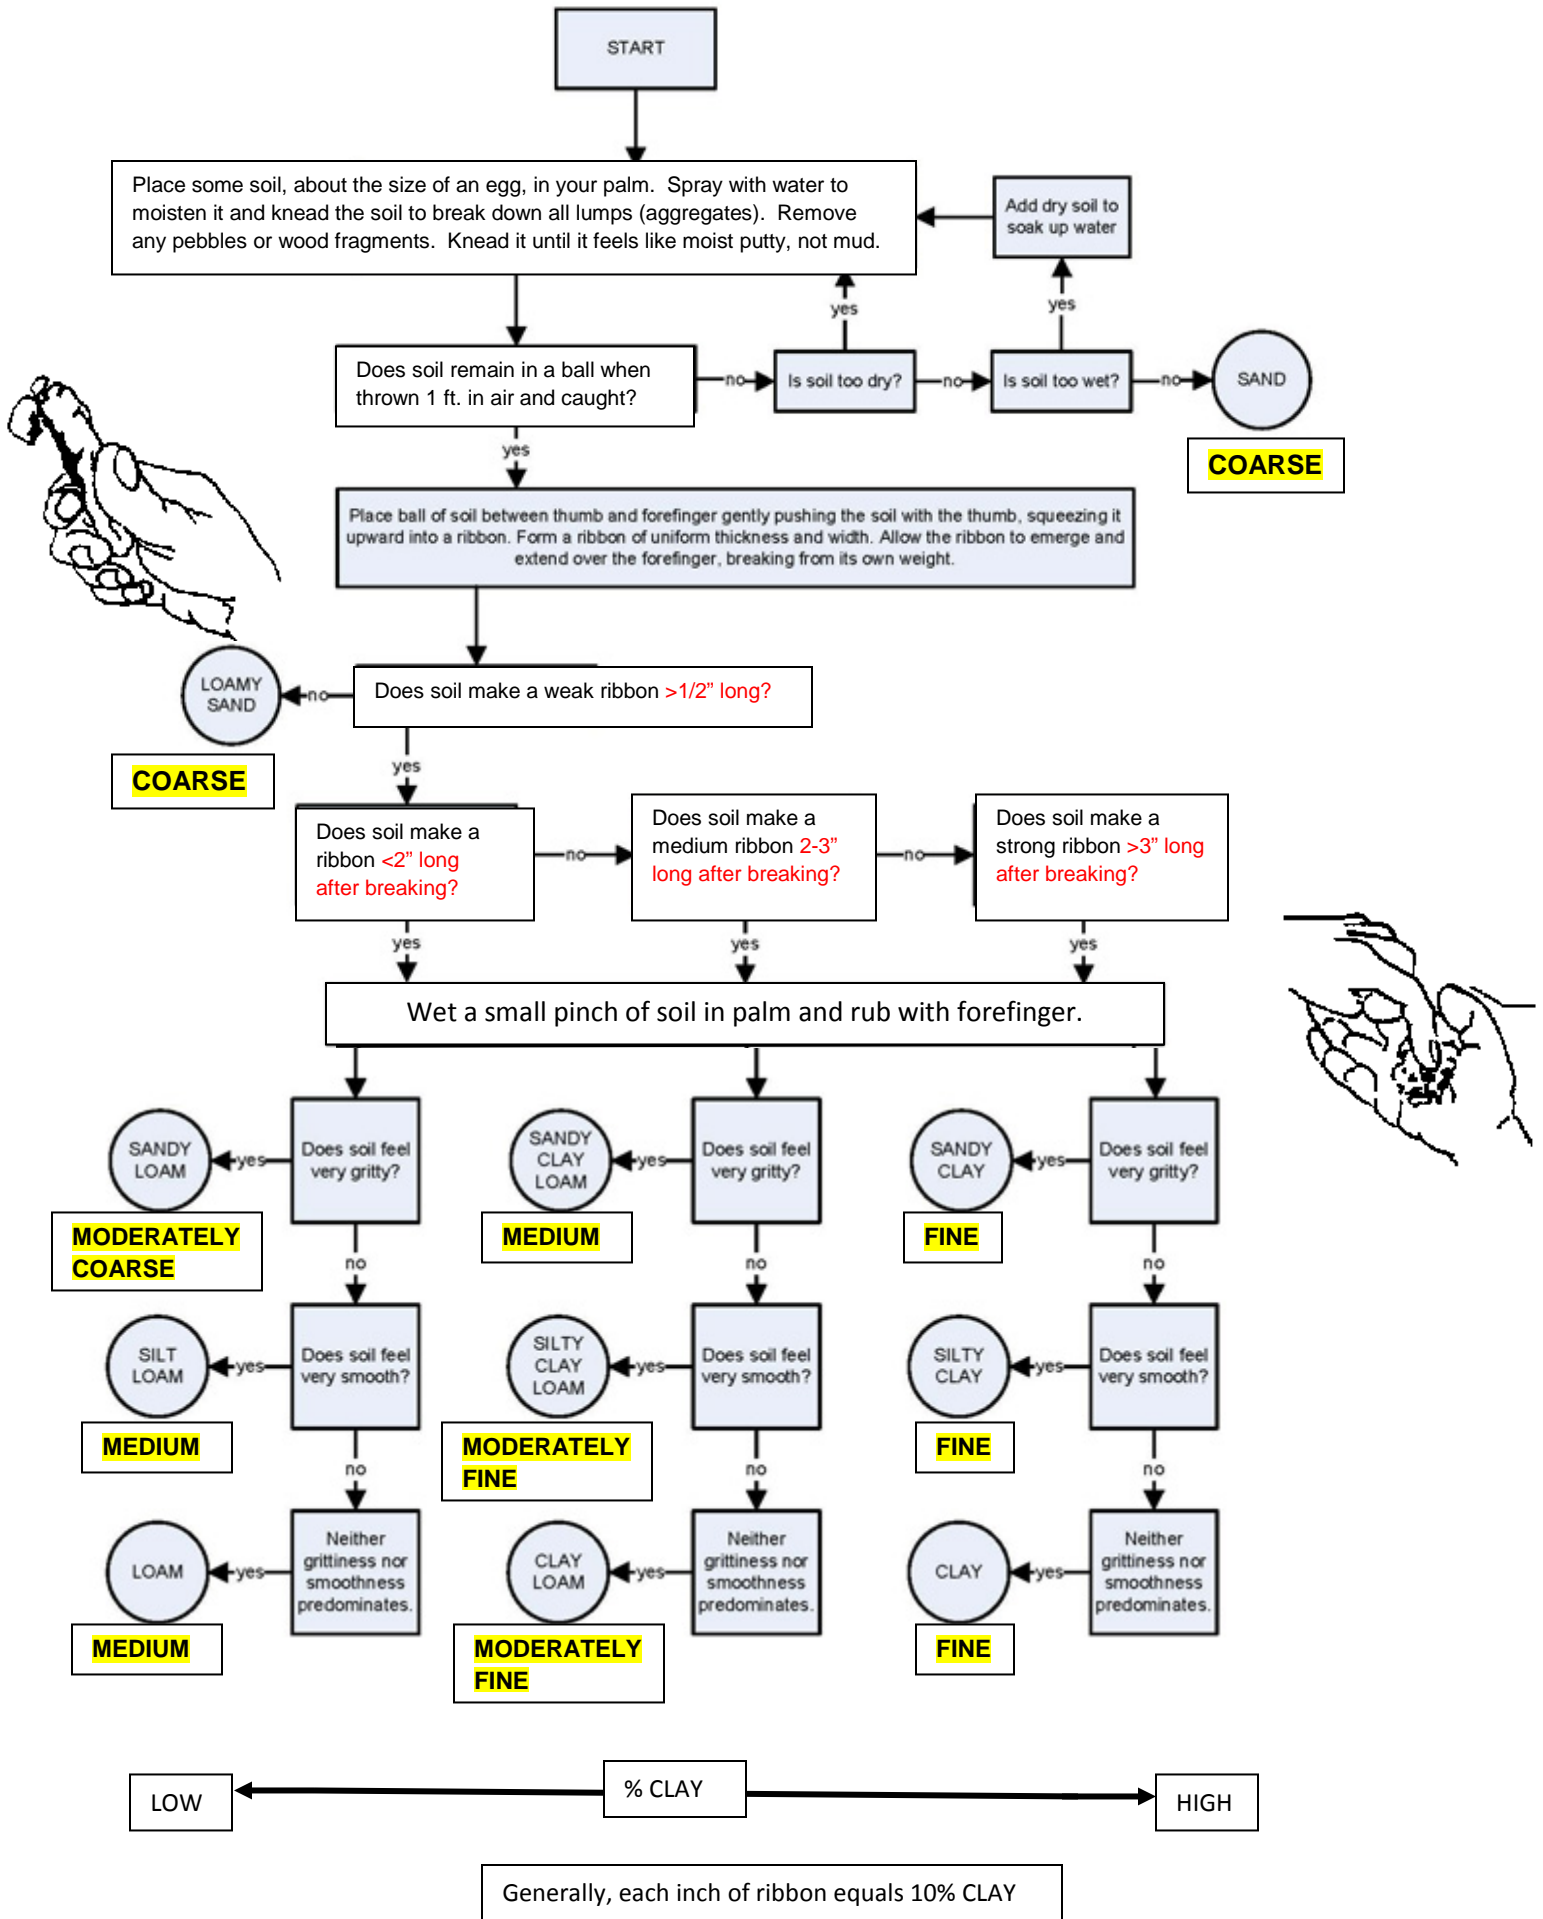 START
Place some soil, about the size of an egg, in your palm. Spray with water to
moisten it and knead the soil to break down all lumps (aggregates). Remove
any pebbles or wood fragments. Knead it until it feels like moist putty, not mud.
Add dry soil to
soak up water
yes
yes
Does soil remain in a ball when
thrown 1 ft. in air and caught?
no
Is soil too dry?
no
Is soil too wet?
no
SAND
COARSE
yes
Place ball of soil between thumb and forefinger gently pushing the soil with the thumb, squeezing it
upward into a ribbon. Form a ribbon of uniform thickness and width. Allow the ribbon to emerge and
extend over the forefinger, breaking from its own weight.
LOAMY
SAND
no
Does soil make a weak ribbon >1/2” long?
COARSE
yes
Does soil make a
ribbon <2” long
after breaking?
no
Does soil make a
medium ribbon 2-3”
long after breaking?
no
Does soil make a
strong ribbon >3” long
after breaking?
yes
yes
yes
Wet a small pinch of soil in palm and rub with forefinger.
SANDY
LOAM
yes
Does soil feel
very gritty?
SANDY
CLAY
LOAM
yes
Does soil feel
very gritty?
SANDY
CLAY
yes
Does soil feel
very gritty?
MODERATELY
COARSE
MEDIUM
FINE
no
no
no
SILT
LOAM
yes
Does soil feel
very smooth?
SILTY
CLAY
LOAM
yes
Does soil feel
very smooth?
SILTY
CLAY
yes
Does soil feel
very smooth?
MEDIUM
MODERATELY
FINE
FINE
no
no
no
LOAM
yes
Neither
grittiness nor
smoothness
predominates.
CLAY
LOAM
yes
Neither
grittiness nor
smoothness
predominates.
CLAY
yes
Neither
grittiness nor
smoothness
predominates.
MEDIUM
MODERATELY
FINE
FINE
LOW
% CLAY
HIGH
Generally, each inch of ribbon equals 10% CLAY